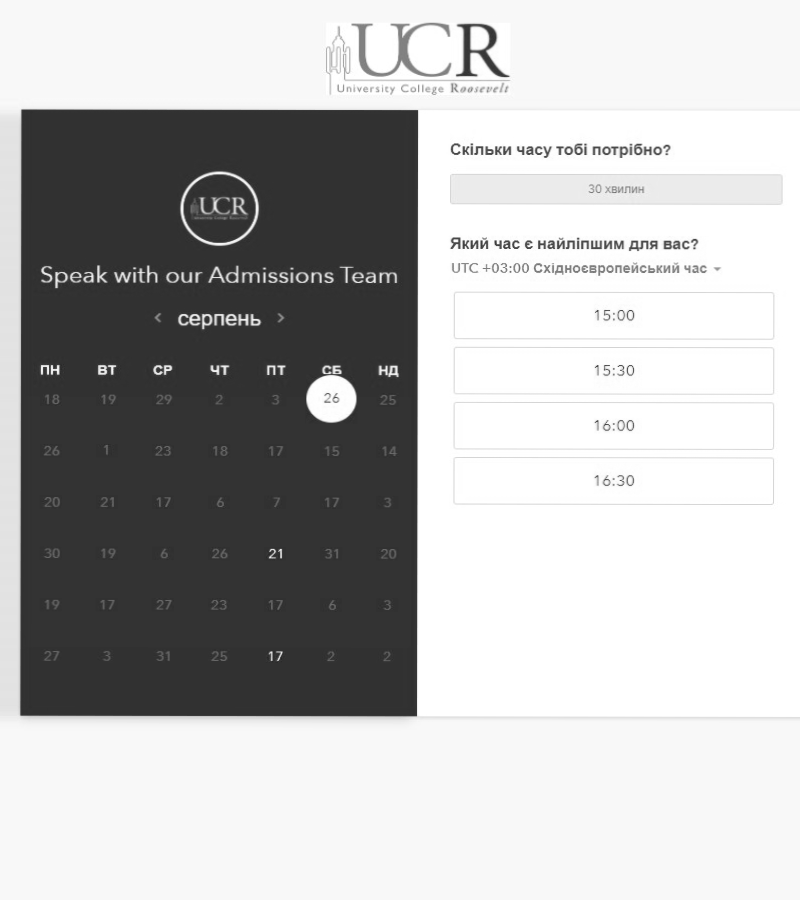 UCR
University College Roosevelt
UCR
Speak with our Admissions Team
< серпень >
ПН ВТ СР ЧТ ПТ СБ НД
18 19 29 2 3 26 25
26 1 23 18 17 15 14
20 21 17 6 7 17 3
30 19 6 26 21 31 20
19 17 27 23 17 6 3
27 3 31 25 17 2 2
Скільки часу тобі потрібно?
30 хвилин
Який час є найліпшим для вас?
UTC +03:00 Східноєвропейський час
15:00
15:30
16:00
16:30